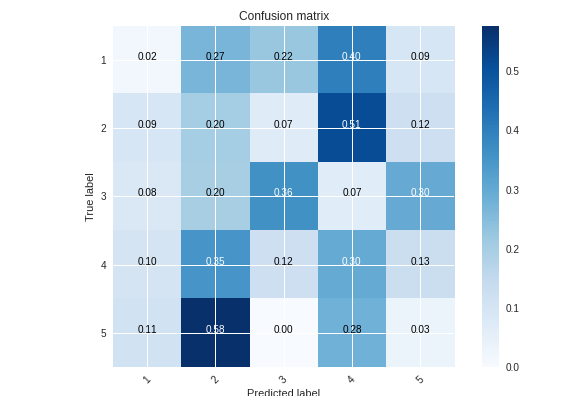 Confusion matrix
1 0.02 0.27 0.22 0.40 0.09
2 0.09 0.20 0.07 0.51 0.12
3 0.08 0.20 0.36 0.07 0.30
4 0.10 0.35 0.12 0.30 0.13
5 0.11 0.58 0.00 0.28 0.03
1 2 3 4 5
True label
Predicted label
0.5
0.4
0.3
0.2
0.1
0.0